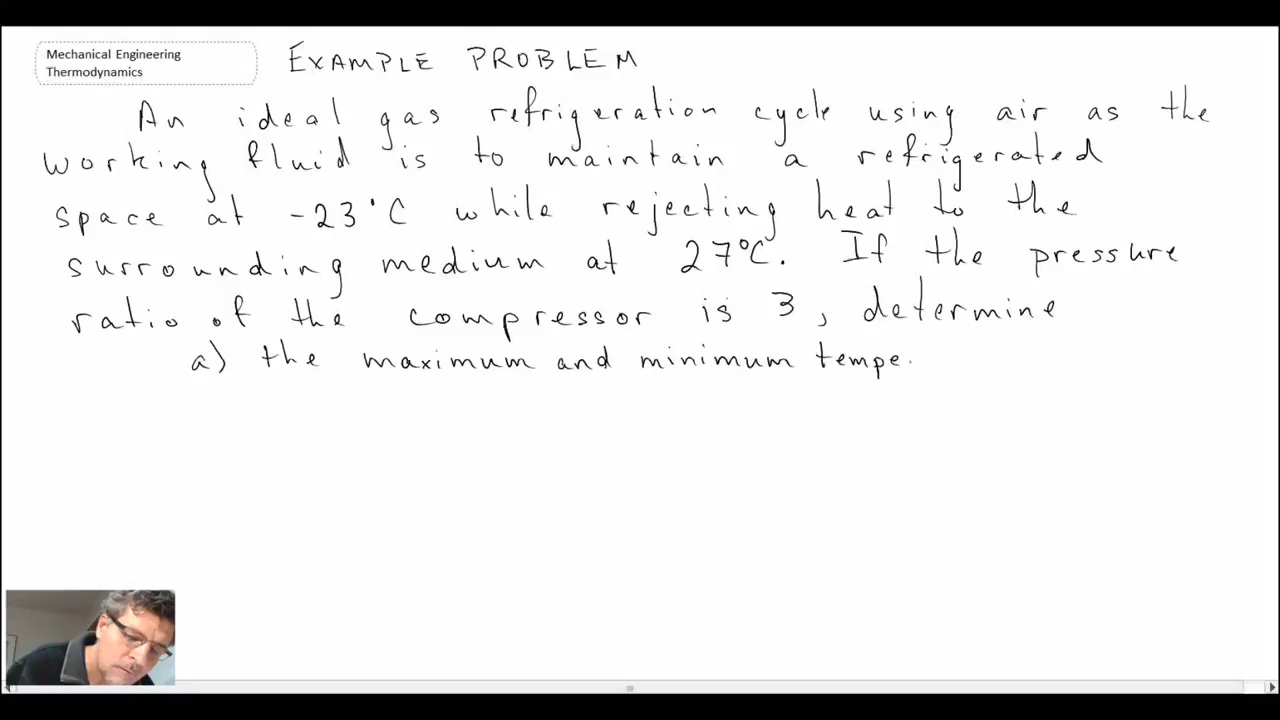 Mechanical Engineering
Thermodynamics
EXAMPLE PROBLEM
An ideal gas refrigeration cycle using air as the
working fluid is to maintain a refrigerated
space at -23°C while rejecting heat to the
surrounding medium at 27°C. If the pressure
ratio of the compressor is 3, determine
a) the maximum and minimum tempe.